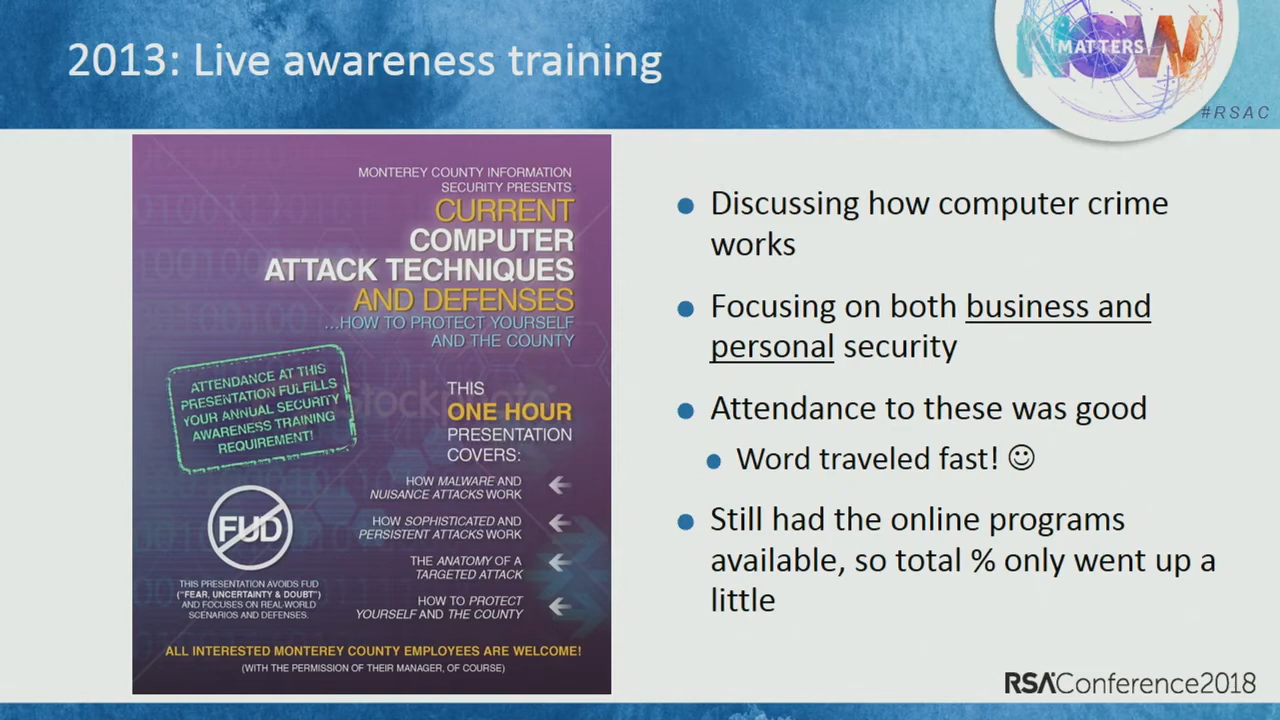 2013: Live awareness training
NOW
MATTERS
#RSAC
MONTEREY COUNTY INFORMATION
SECURITY PRESENTS:
CURRENT
COMPUTER
ATTACK TECHNIQUES
AND DEFENSES
...HOW TO PROTECT YOURSELF
AND THE COUNTY
ATTENDANCE AT THIS
PRESENTATION FULFILLS
YOUR ANNUAL SECURITY
AWARENESS TRAINING
REQUIREMENT!
THIS
ONE HOUR
PRESENTATION
COVERS:
HOW MALWARE AND
NUISANCE ATTACKS WORK
HOW SOPHISTICATED AND
PERSISTENT ATTACKS WORK
THE ANATOMY OF A
TARGETED ATTACK
HOW TO PROTECT
YOURSELF AND THE COUNTY
FUD
THIS PRESENTATION AVOIDS FUD
("FEAR, UNCERTAINTY & DOUBT")
AND FOCUSES ON REAL-WORLD
SCENARIOS AND DEFENSES.
ALL INTERESTED MONTEREY COUNTY EMPLOYEES ARE WELCOME!
(WITH THE PERMISSION OF THEIR MANAGER, OF COURSE)
• Discussing how computer crime
works
• Focusing on both business and
personal security
• Attendance to these was good
• Word traveled fast! ☺
• Still had the online programs
available, so total % only went up a
little
RSAConference2018